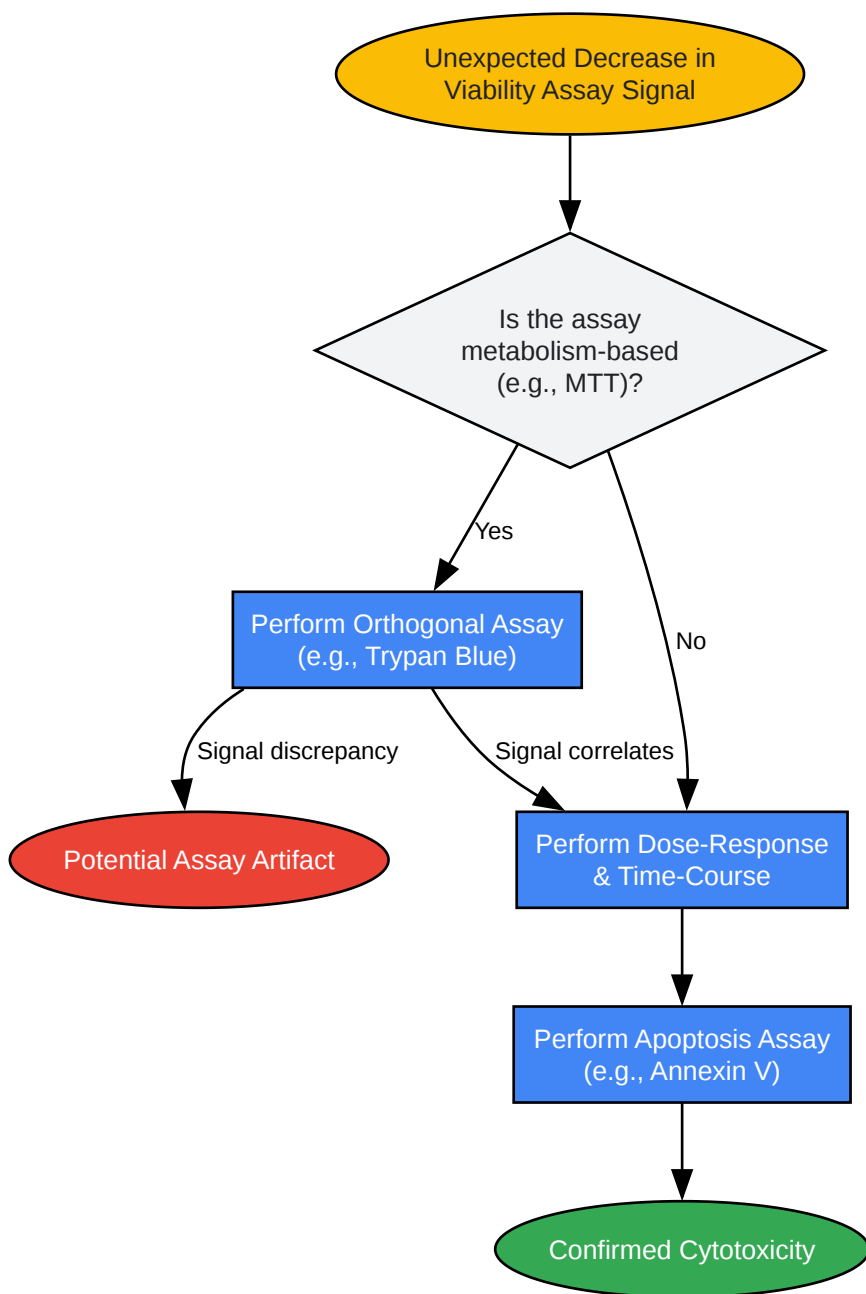 Unexpected Decrease in
Viability Assay Signal
Is the assay
metabolism-based
(e.g., MTT)?
Yes
No
Perform Orthogonal Assay
(e.g., Trypan Blue)
Signal discrepancy
Signal correlates
Potential Assay Artifact
Perform Dose-Response
& Time-Course
Perform Apoptosis Assay
(e.g., Annexin V)
Confirmed Cytotoxicity